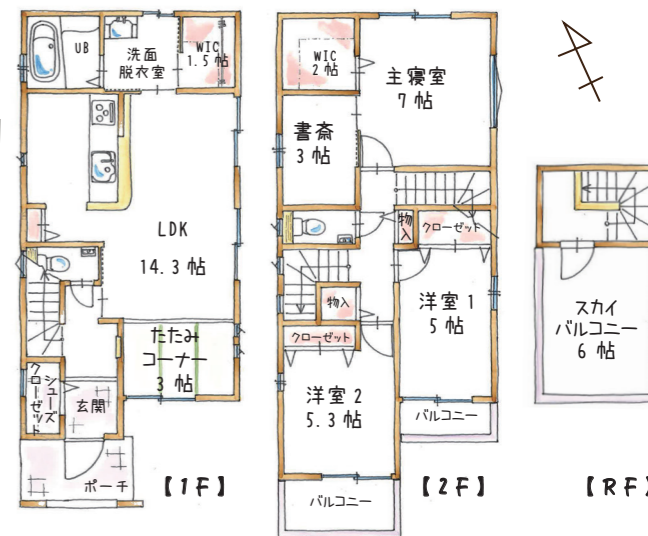 UB
洗面
脱衣室
WIC
1.5 帖
LDK
14.3 帖
たたみ
コーナー
3 帖
シューズ
クローゼット
玄関
ポーチ
【1F】
WIC
2 帖
主寝室
7 帖
書斎
3 帖
物入
クローゼット
物入
洋室 1
5 帖
クローゼット
洋室 2
5.3 帖
バルコニー
バルコニー
【2F】
スカイ
バルコニー
6 帖
【RF】